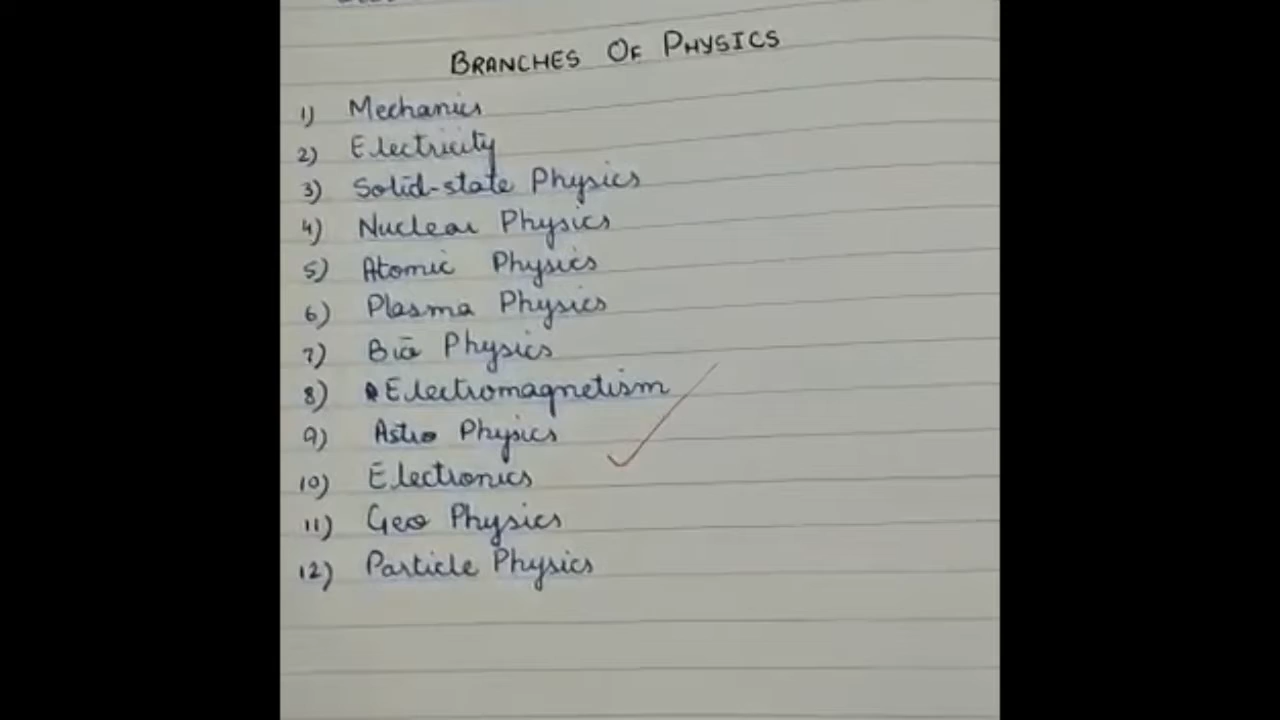 BRANCHES OF PHYSICS
1) Mechanics
2) Electricity
3) Solid-state Physics
4) Nuclear Physics
5) Atomic Physics
6) Plasma Physics
7) Bio Physics
8) Electromagnetism
9) Astro Physics
10) Electronics
11) Geo Physics
12) Particle Physics